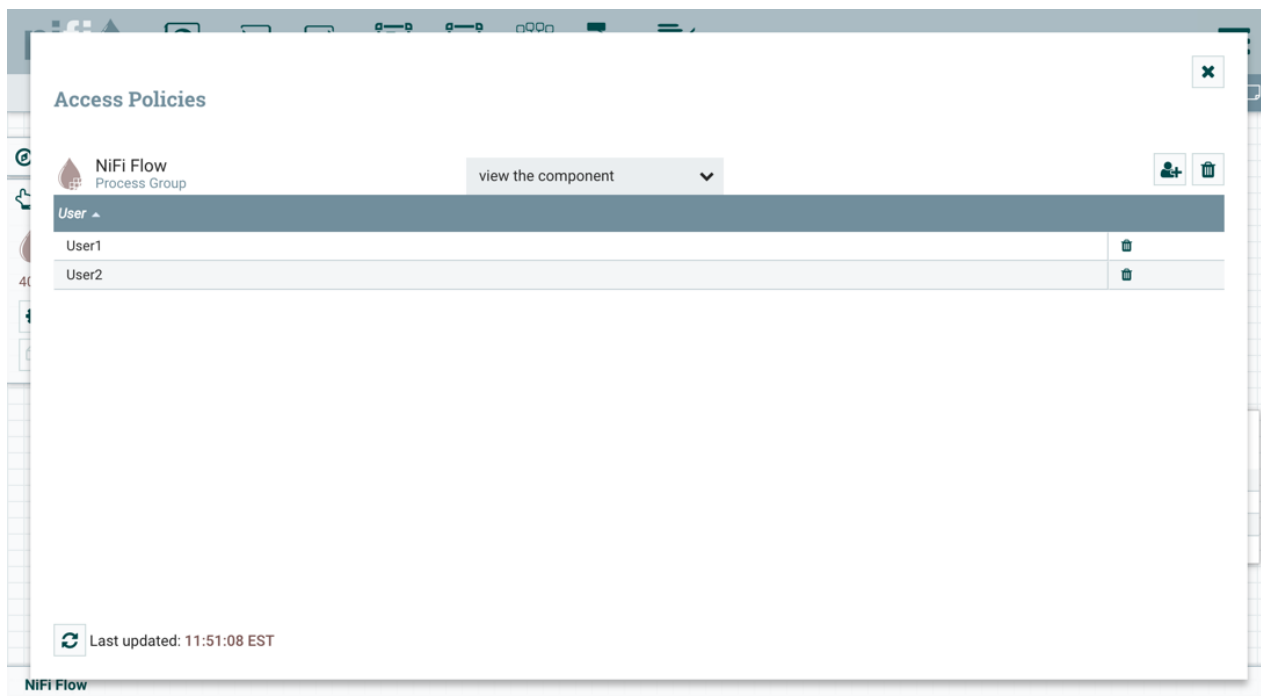 nifi
Access Policies
NiFi Flow
Process Group
view the component
User
User1
User2
Last updated: 11:51:08 EST
NiFi Flow